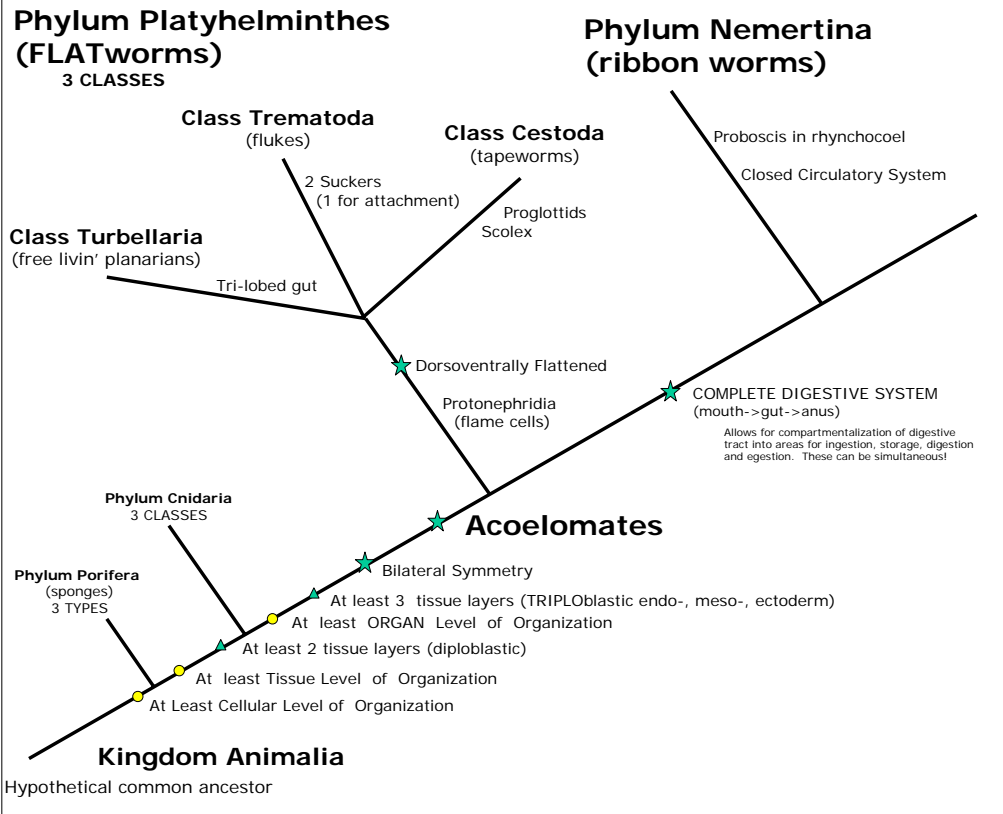 Phylum Platyhelminthes
(FLATworms)
3 CLASSES
Phylum Nemertina
(ribbon worms)
Class Trematoda
(flukes)
Class Cestoda
(tapeworms)
Proboscis in rhynchocoel
Closed Circulatory System
2 Suckers
(1 for attachment)
Proglottids
Scolex
Class Turbellaria
(free livin' planarians)
Tri-lobed gut
Dorsoventrally Flattened
Protonephridia
(flame cells)
COMPLETE DIGESTIVE SYSTEM
(mouth->gut->anus)
Allows for compartmentalization of digestive
tract into areas for ingestion, storage, digestion
and egestion. These can be simultaneous!
Phylum Cnidaria
3 CLASSES
Acoelomates
Bilateral Symmetry
Phylum Porifera
(sponges)
3 TYPES
At least 3 tissue layers (TRIPLOblastic endo-, meso-, ectoderm)
At least ORGAN Level of Organization
At least 2 tissue layers (diploblastic)
At least Tissue Level of Organization
At Least Cellular Level of Organization
Kingdom Animalia
Hypothetical common ancestor